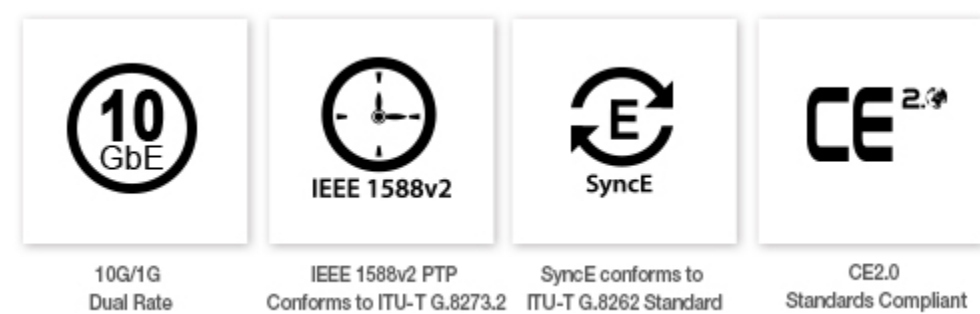 10
GbE
IEEE 1588v2
E
SyncE
CE 2.0
10G/1G
Dual Rate
IEEE 1588v2 PTP
Conforms to ITU-T G.8273.2
SyncE conforms to
ITU-T G.8262 Standard
CE2.0
Standards Compliant